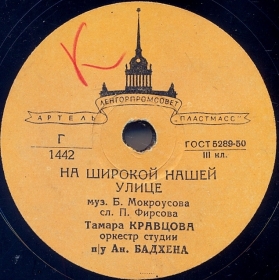 К
ЛЕНГОРПРОМСОВЕТ
АРТЕЛЬ ПЛАСТМАСС
Г
1442
ГОСТ 5289-50
III кл.
НА ШИРОКОЙ НАШЕЙ
УЛИЦЕ
муз. Б. Мокроусова
сл. П. Фирсова
Тамара КРАВЦОВА
оркестр студии
п/у Ан. БАДХЕНА